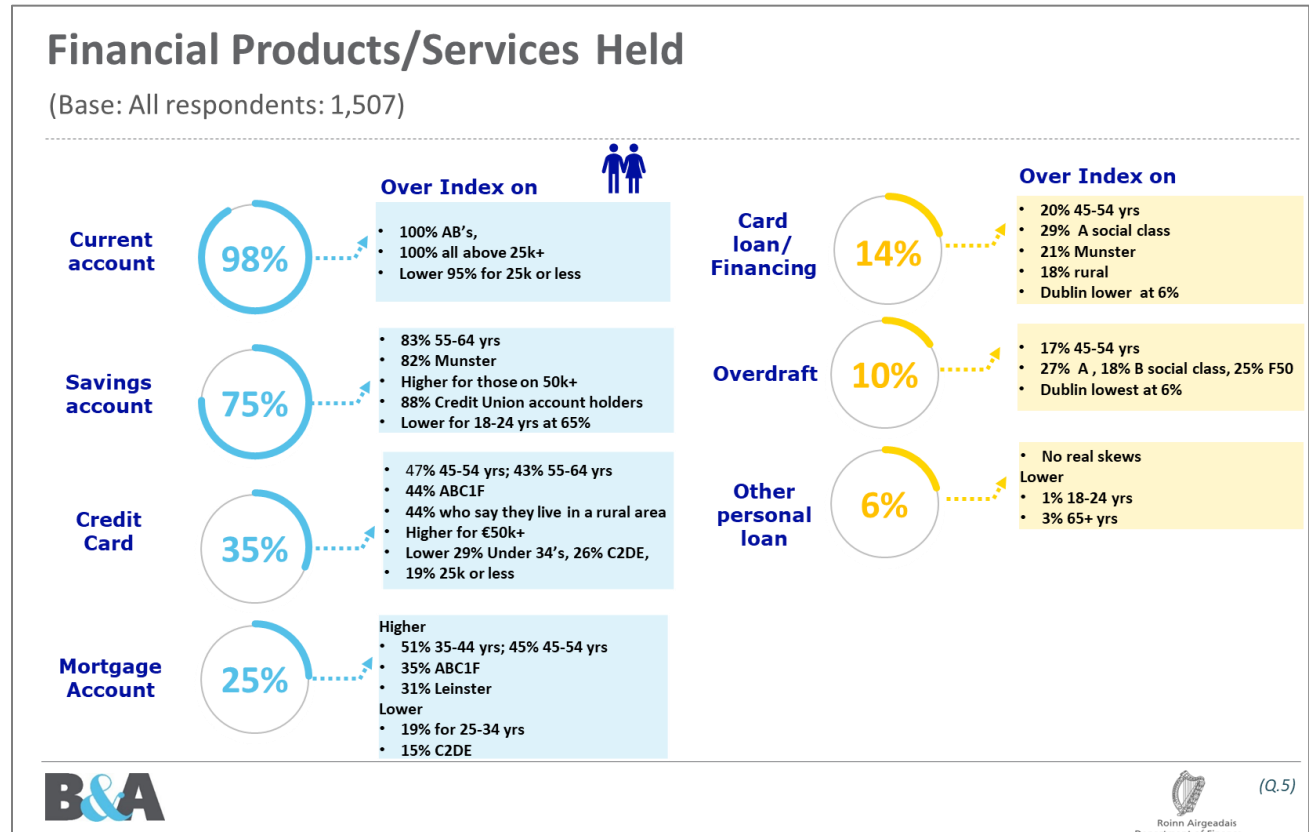 Financial Products/Services Held
(Base: All respondents: 1,507)
Over Index on
Current
account
98%
• 100% AB's,
• 100% all above 25k+
• Lower 95% for 25k or less
Savings
account
75%
• 83% 55-64 yrs
• 82% Munster
• Higher for those on 50k+
• 88% Credit Union account holders
• Lower for 18-24 yrs at 65%
Credit
Card
35%
• 47% 45-54 yrs; 43% 55-64 yrs
• 44% ABC1F
• 44% who say they live in a rural area
• Higher for €50k+
• Lower 29% Under 34's, 26% C2DE,
• 19% 25k or less
Mortgage
Account
25%
Higher
• 51% 35-44 yrs; 45% 45-54 yrs
• 35% ABC1F
• 31% Leinster
Lower
• 19% for 25-34 yrs
• 15% C2DE
Over Index on
Card
loan/
Financing
14%
• 20% 45-54 yrs
• 29% A social class
• 21% Munster
• 18% rural
• Dublin lower at 6%
Overdraft
10%
• 17% 45-54 yrs
• 27% A , 18% B social class, 25% F50
• Dublin lowest at 6%
Other
personal
loan
6%
• No real skews
Lower
• 1% 18-24 yrs
• 3% 65+ yrs
B&A
(Q.5)
Roinn Airgeadais